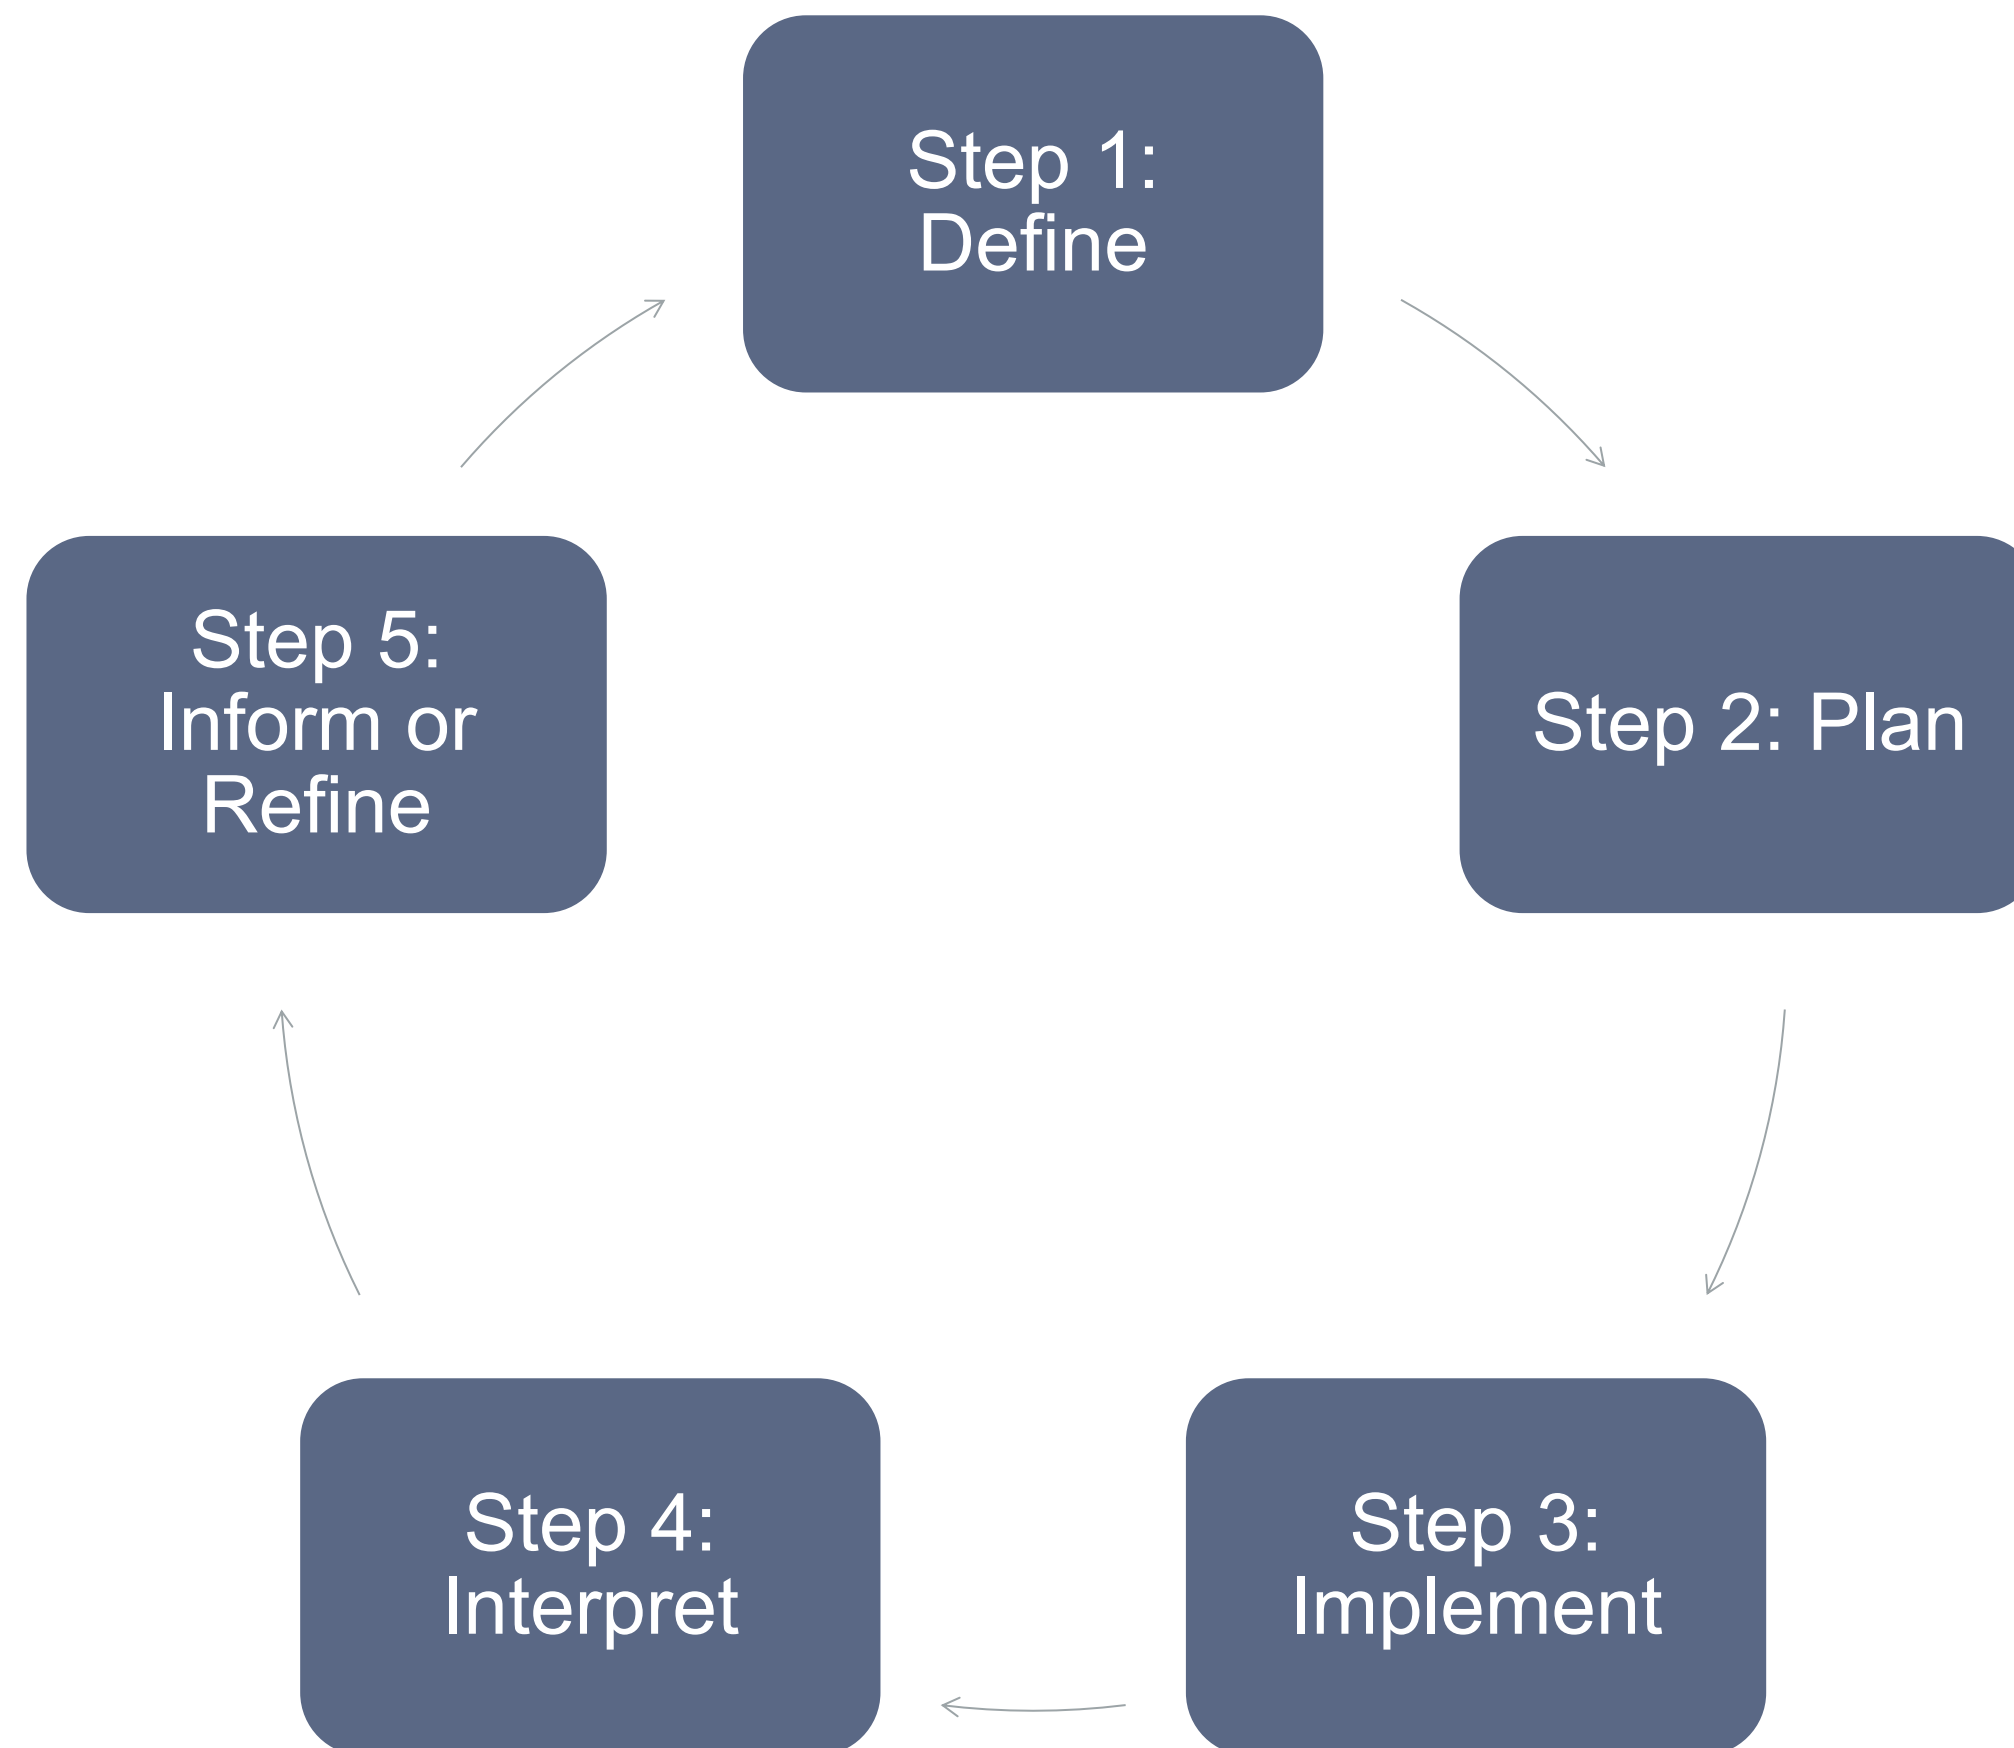 Step 1:
Define
Step 2: Plan
Step 3:
Implement
Step 4:
Interpret
Step 5:
Inform or
Refine